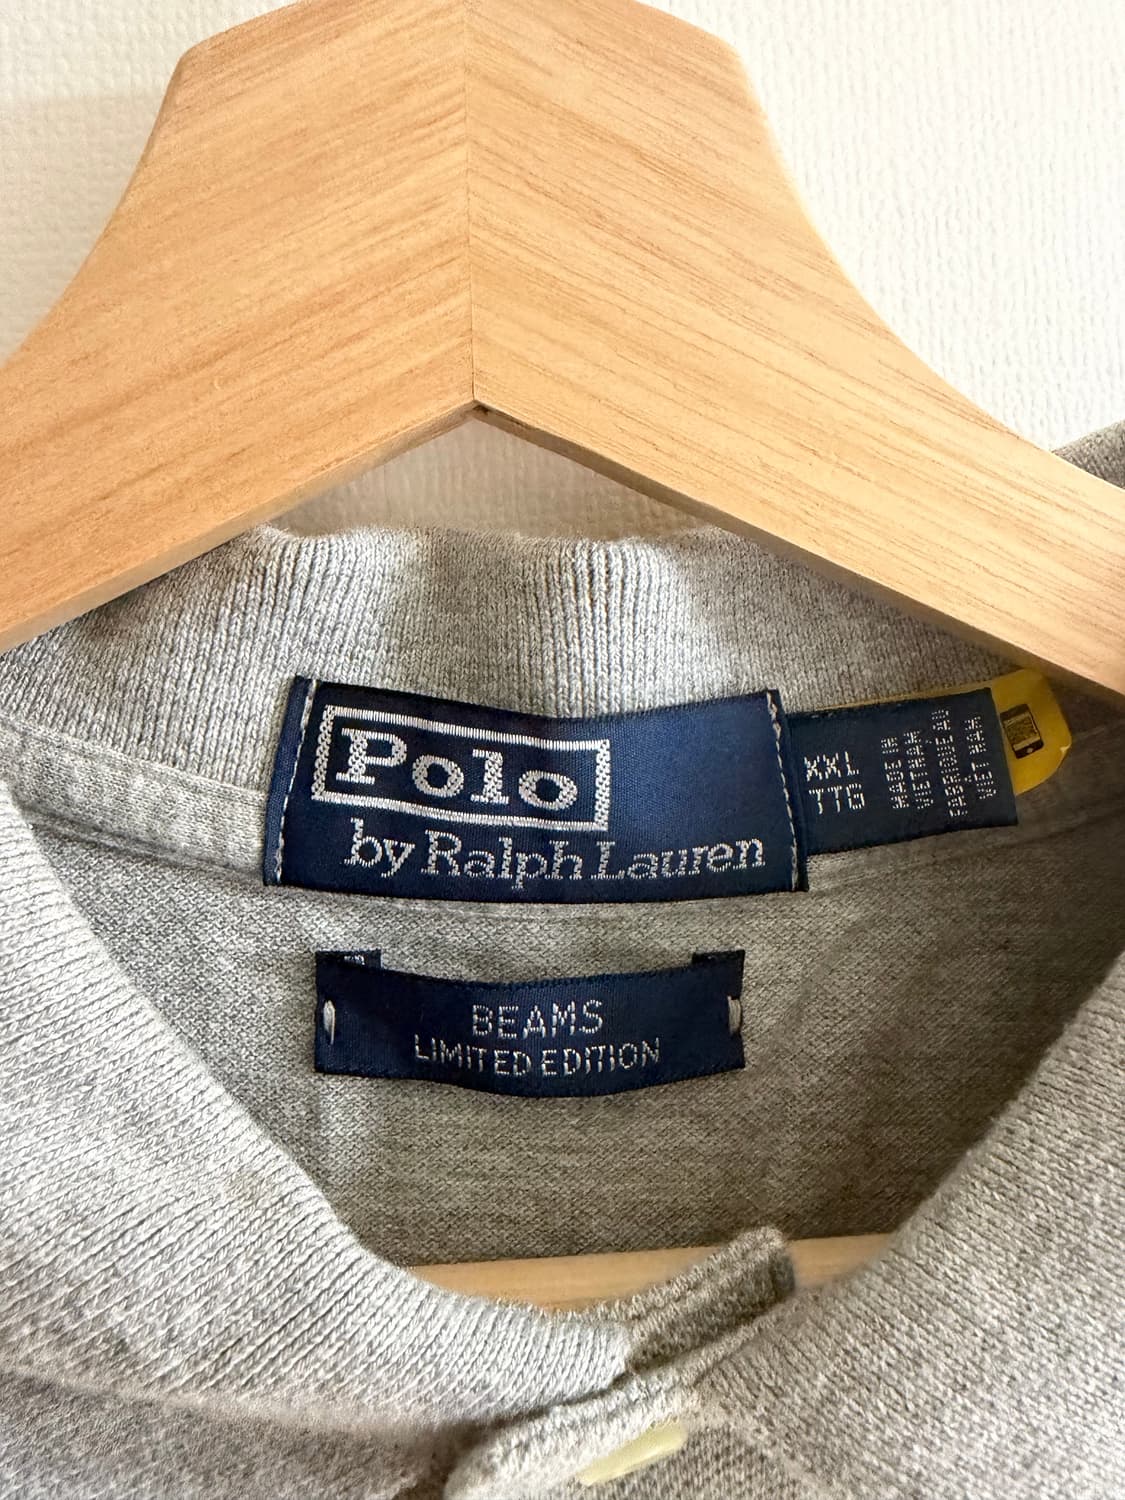 Polo
by Ralph Lauren
XXL
TTG
MADE IN
VIETNAM
FABRIQUE AU
VIET NAM
BEAMS
LIMITED EDITION